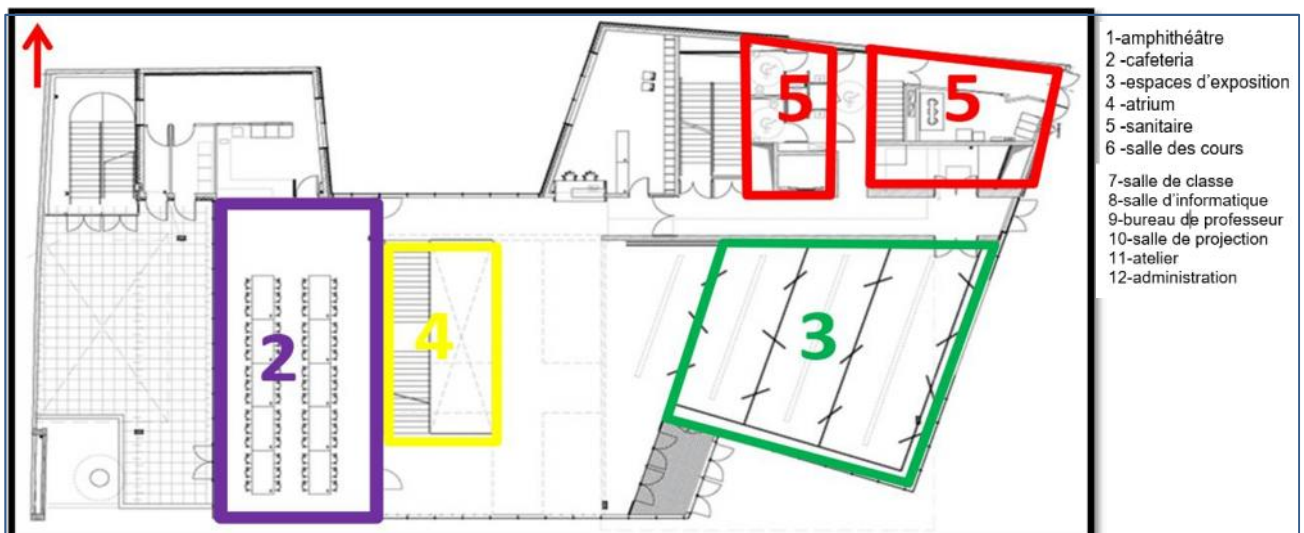 5
5
2
4
3
1-amphithéâtre
2 -cafeteria
3 -espaces d'exposition
4 -atrium
5 -sanitaire
6 -salle des cours
7-salle de classe
8-salle d'informatique
9-bureau de professeur
10-salle de projection
11-atelier
12-administration